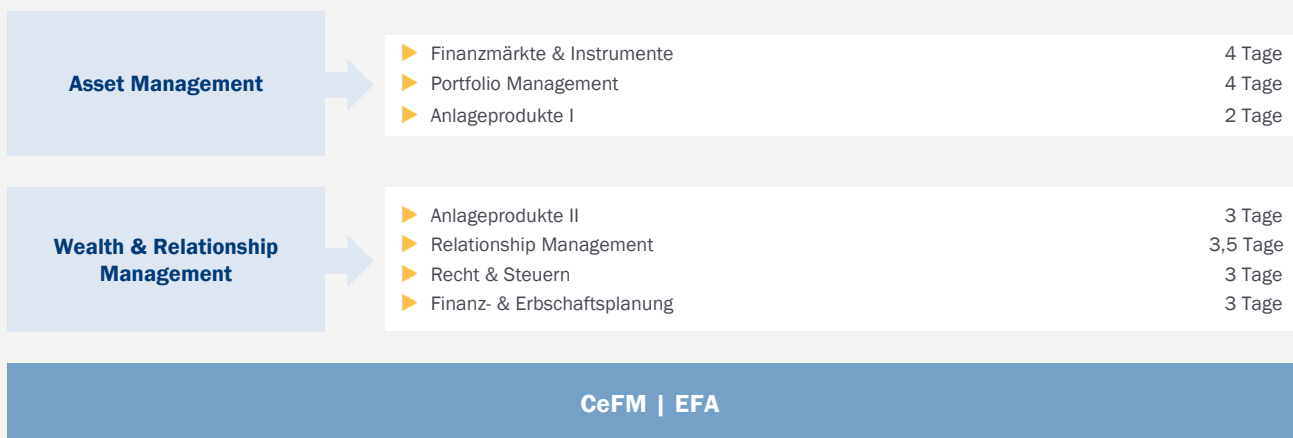 Asset Management
Finanzmärkte & Instrumente 4 Tage
Portfolio Management 4 Tage
Anlageprodukte I 2 Tage
Wealth & Relationship
Management
Anlageprodukte II 3 Tage
Relationship Management 3,5 Tage
Recht & Steuern 3 Tage
Finanz- & Erbschaftsplanung 3 Tage
CeFM | EFA